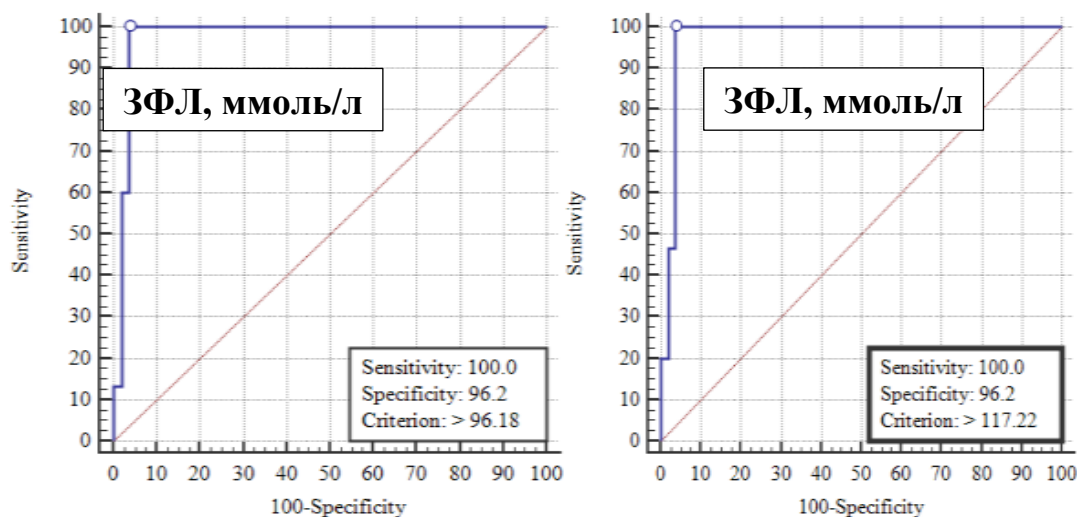 ЗФЛ, ммоль/л
Sensitivity
100
90
80
70
60
50
40
30
20
10
0
Sensitivity: 100.0
Specificity: 96.2
Criterion: > 96.18
0 10 20 30 40 50 60 70 80 90 100
100-Specificity
ЗФЛ, ммоль/л
Sensitivity
100
90
80
70
60
50
40
30
20
10
0
Sensitivity: 100.0
Specificity: 96.2
Criterion: > 117.22
0 10 20 30 40 50 60 70 80 90 100
100-Specificity